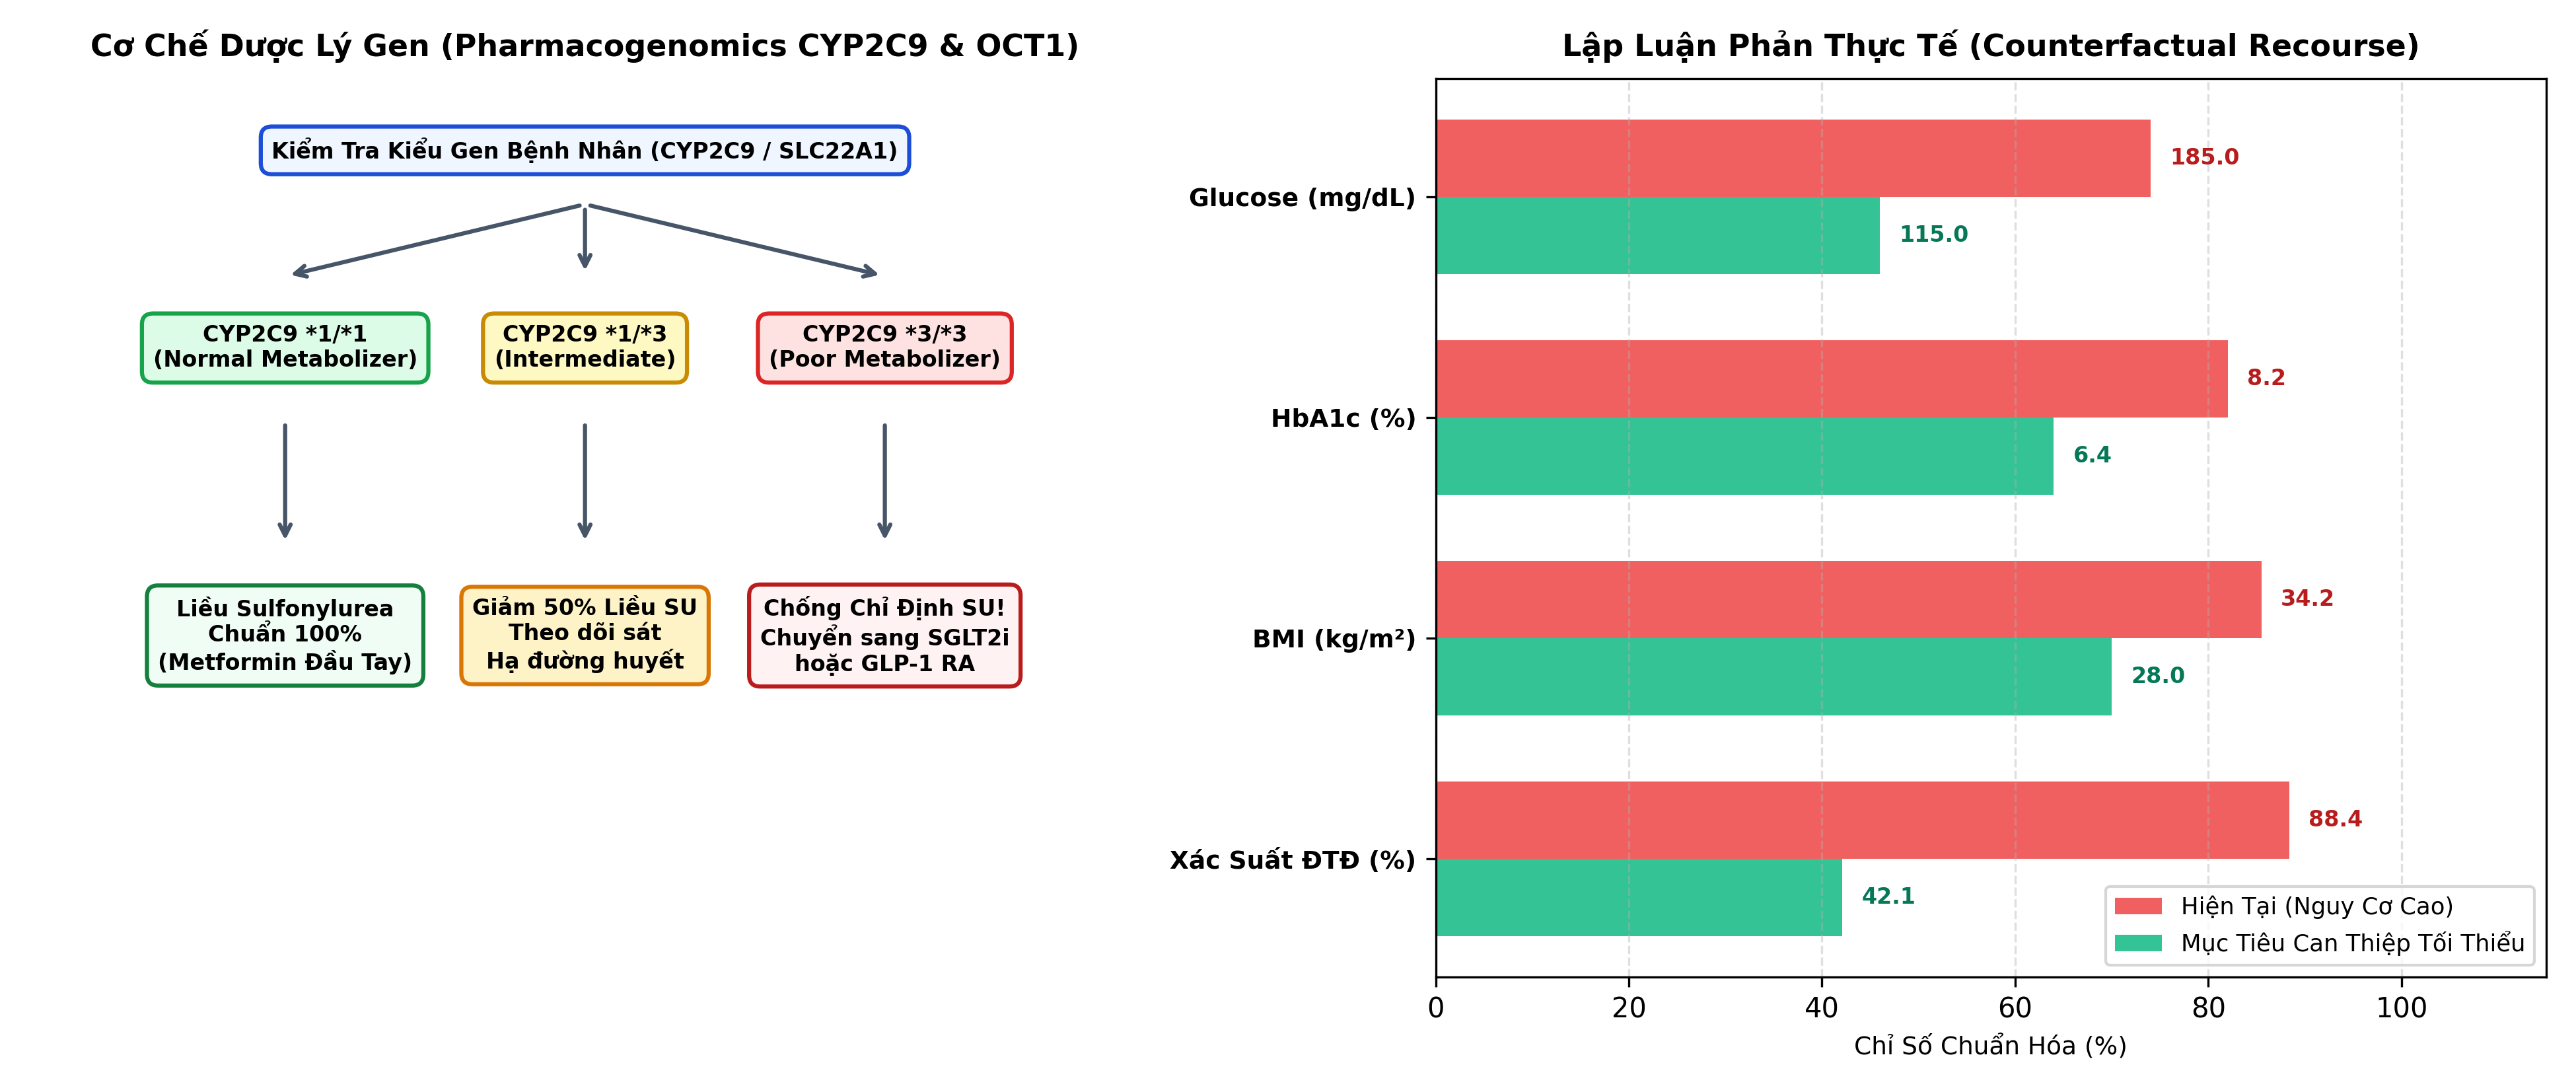 Cơ Chế Dược Lý Gen (Pharmacogenomics CYP2C9 & OCT1)
Kiểm Tra Kiểu Gen Bệnh Nhân (CYP2C9 / SLC22A1)
CYP2C9 *1/*1
(Normal Metabolizer)
CYP2C9 *1/*3
(Intermediate)
CYP2C9 *3/*3
(Poor Metabolizer)
Liều Sulfonylurea
Chuẩn 100%
(Metformin Đầu Tay)
Giảm 50% Liều SU
Theo dõi sát
Hạ đường huyết
Chống Chỉ Định SU!
Chuyển sang SGLT2i
hoặc GLP-1 RA
Lập Luận Phản Thực Tế (Counterfactual Recourse)
Glucose (mg/dL)
185.0
115.0
HbA1c (%)
8.2
6.4
BMI (kg/m²)
34.2
28.0
Xác Suất ĐTĐ (%)
88.4
42.1
Hiện Tại (Nguy Cơ Cao)
Mục Tiêu Can Thiệp Tối Thiểu
0 20 40 60 80 100
Chỉ Số Chuẩn Hóa (%)